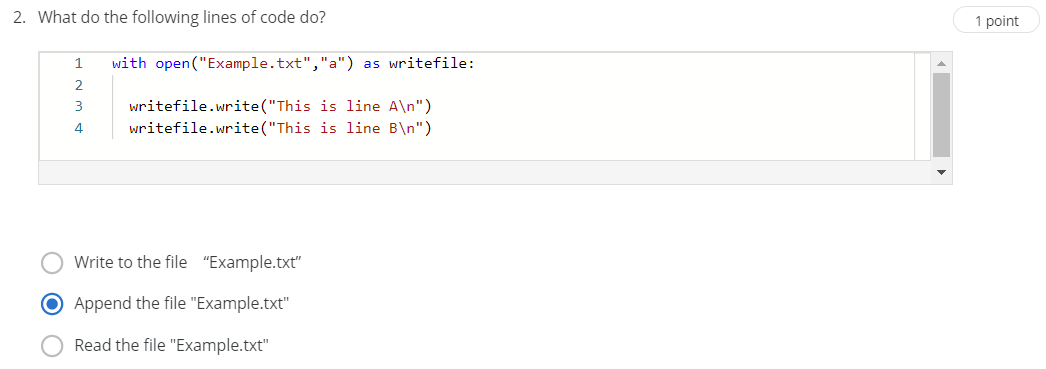 2. What do the following lines of code do?
1 point
1 with open("Example.txt","a") as writefile:
2
3 writefile.write("This is line A\n")
4 writefile.write("This is line B\n")
Write to the file “Example.txt”
Append the file "Example.txt"
Read the file "Example.txt"